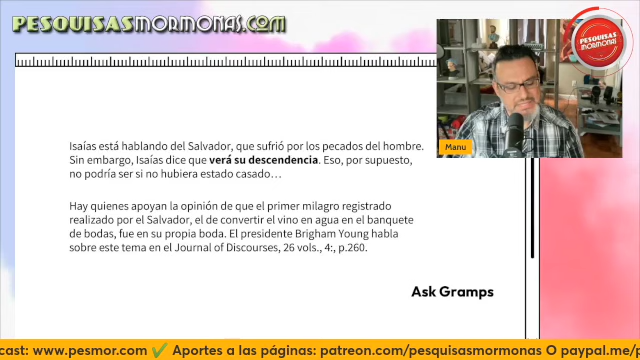 PESQUISASMORMONAS.COM
PESQUISAS
MORMONAS
Manu
Isaías está hablando del Salvador, que sufrió por los pecados del hombre.
Sin embargo, Isaías dice que verá su descendencia. Eso, por supuesto,
no podría ser si no hubiera estado casado…
Hay quienes apoyan la opinión de que el primer milagro registrado
realizado por el Salvador, el de convertir el vino en agua en el banquete
de bodas, fue en su propia boda. El presidente Brigham Young habla
sobre este tema en el Journal of Discourses, 26 vols., 4:, p.260.
Ask Gramps
cast: www.pesmor.com ✔ Aportes a las páginas: patreon.com/pesquisasmormonas O paypal.me/p